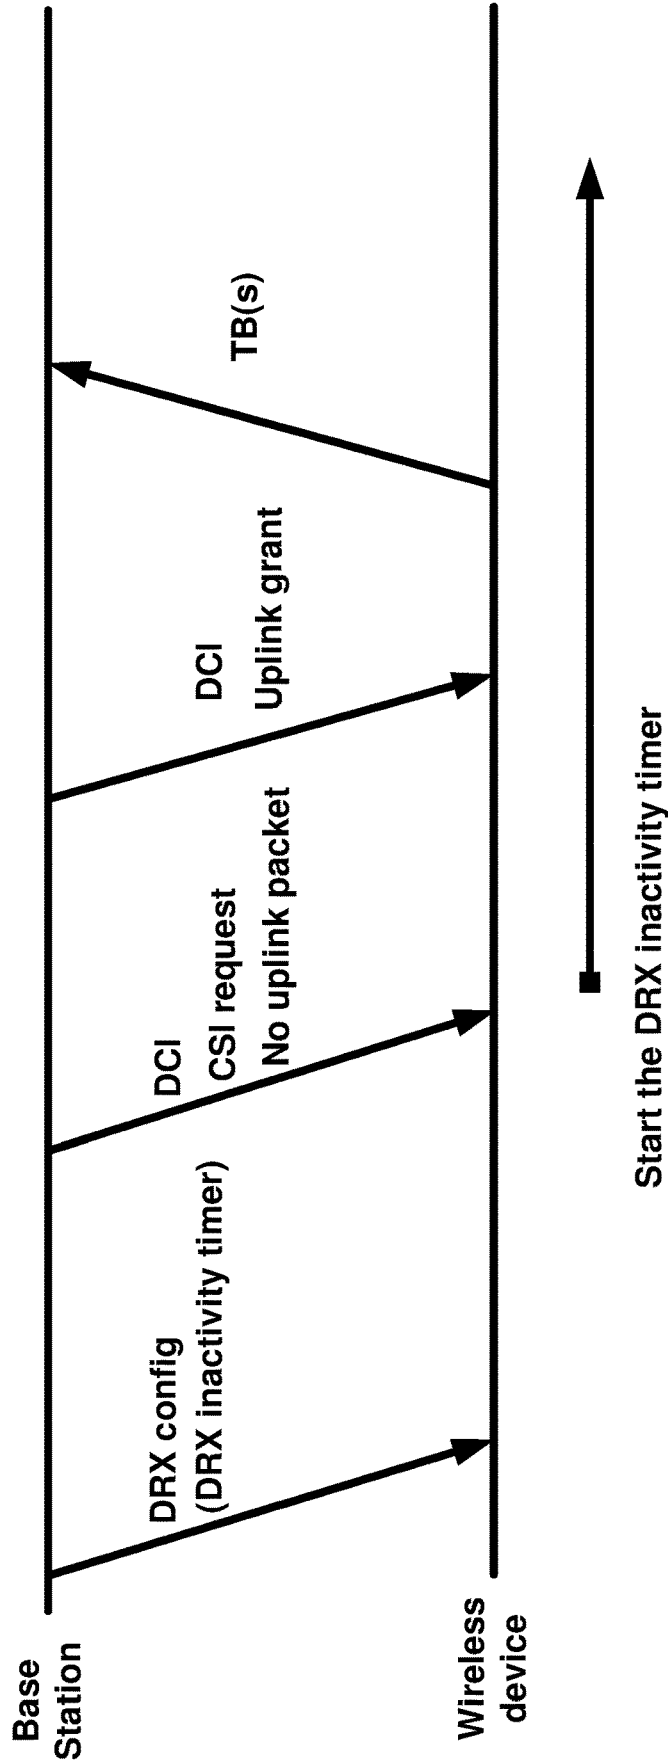 Base
Station
Wireless
device
DRX config
(DRX inactivity timer)
DCI
CSI request
No uplink packet
DCI
Uplink grant
TB(s)
Start the DRX inactivity timer